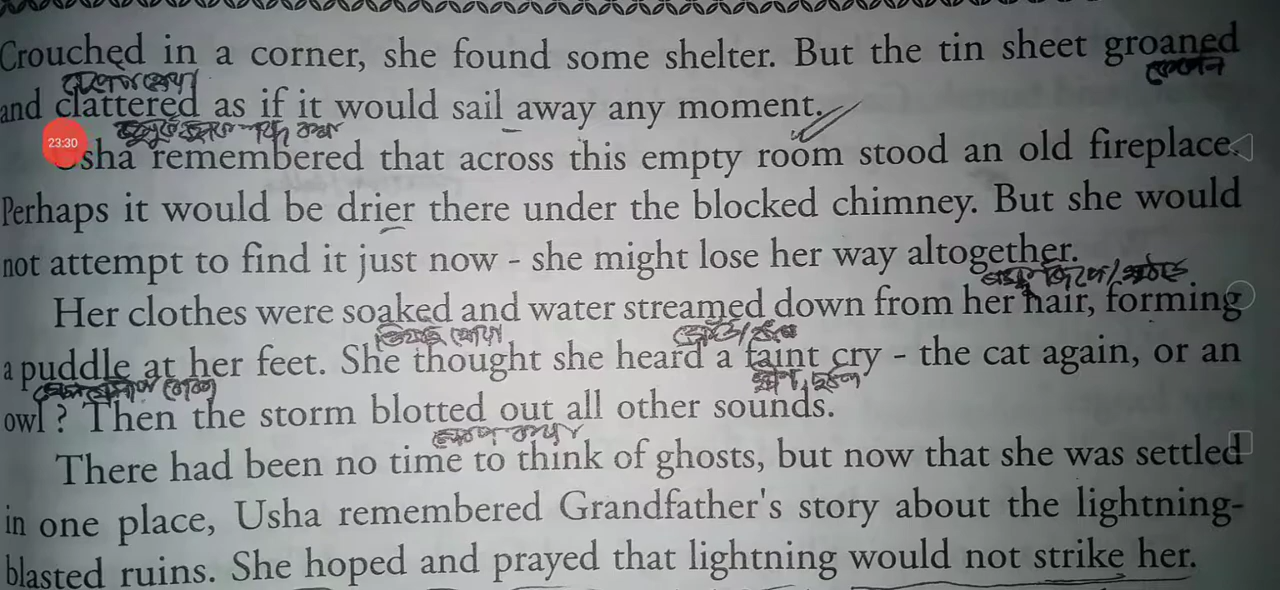 Crouched in a corner, she found some shelter. But the tin sheet groaned
and clattered as if it would sail away any moment.
23:30
sha remembered that across this empty room stood an old fireplace.
Perhaps it would be drier there under the blocked chimney. But she would
not attempt to find it just now - she might lose her way altogether.
Her clothes were soaked and water streamed down from her hair, forming
a puddle at her feet. She thought she heard a faint cry - the cat again, or an
owl ? Then the storm blotted out all other sounds.
There had been no time to think of ghosts, but now that she was settled
in one place, Usha remembered Grandfather's story about the lightning-
blasted ruins. She hoped and prayed that lightning would not strike her.